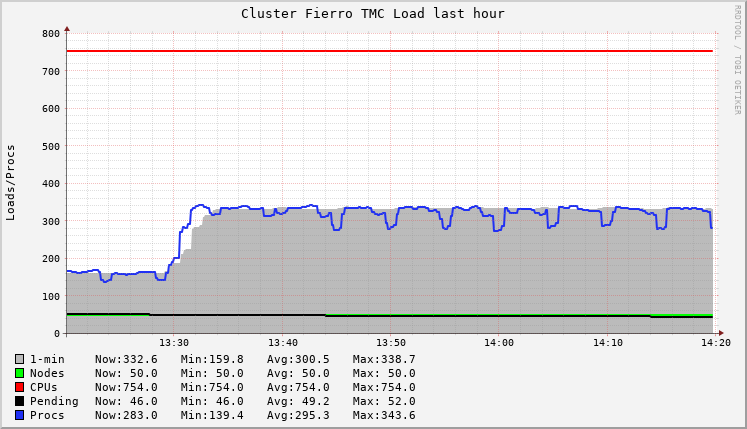 Cluster Fierro TMC Load last hour
RRDTOOL / TOBI OETIKER
Loads/Procs
800
700
600
500
400
300
200
100
0
13:30 13:40 13:50 14:00 14:10 14:20
1-min Now:332.6 Min:159.8 Avg:300.5 Max:338.7
Nodes Now: 50.0 Min: 50.0 Avg: 50.0 Max: 50.0
CPUs Now:754.0 Min:754.0 Avg:754.0 Max:754.0
Pending Now: 46.0 Min: 46.0 Avg: 49.2 Max: 52.0
Procs Now:283.0 Min:139.4 Avg:295.3 Max:343.6